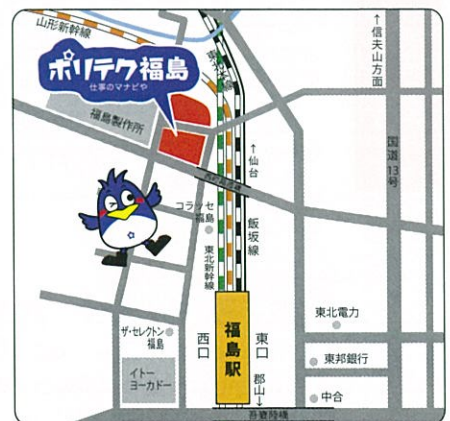 山形新幹線
↑信夫山方面
ポリテク福島
仕事のマナビや
福島製作所
国道13号
↑仙台
コラッセ福島
飯坂線
東北新幹線
ザ・セレクトン福島
西口
福島駅
東口
東北電力
東邦銀行
イトーヨーカドー
郡山↓
中合
吾妻陸橋